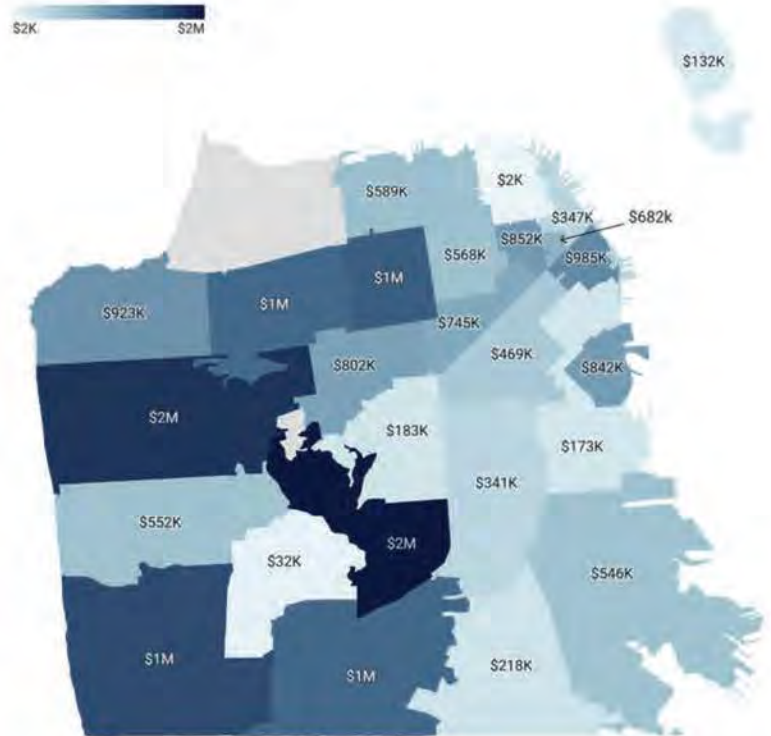 $2K $2M
$132K
$2K
$589K
$347K $682k
$852K
$568K $985K
$1M
$1M
$923K
$745K
$469K
$802K $842K
$2M
$183K
$173K
$341K
$552K
$2M
$32K
$546K
$1M
$218K
$1M